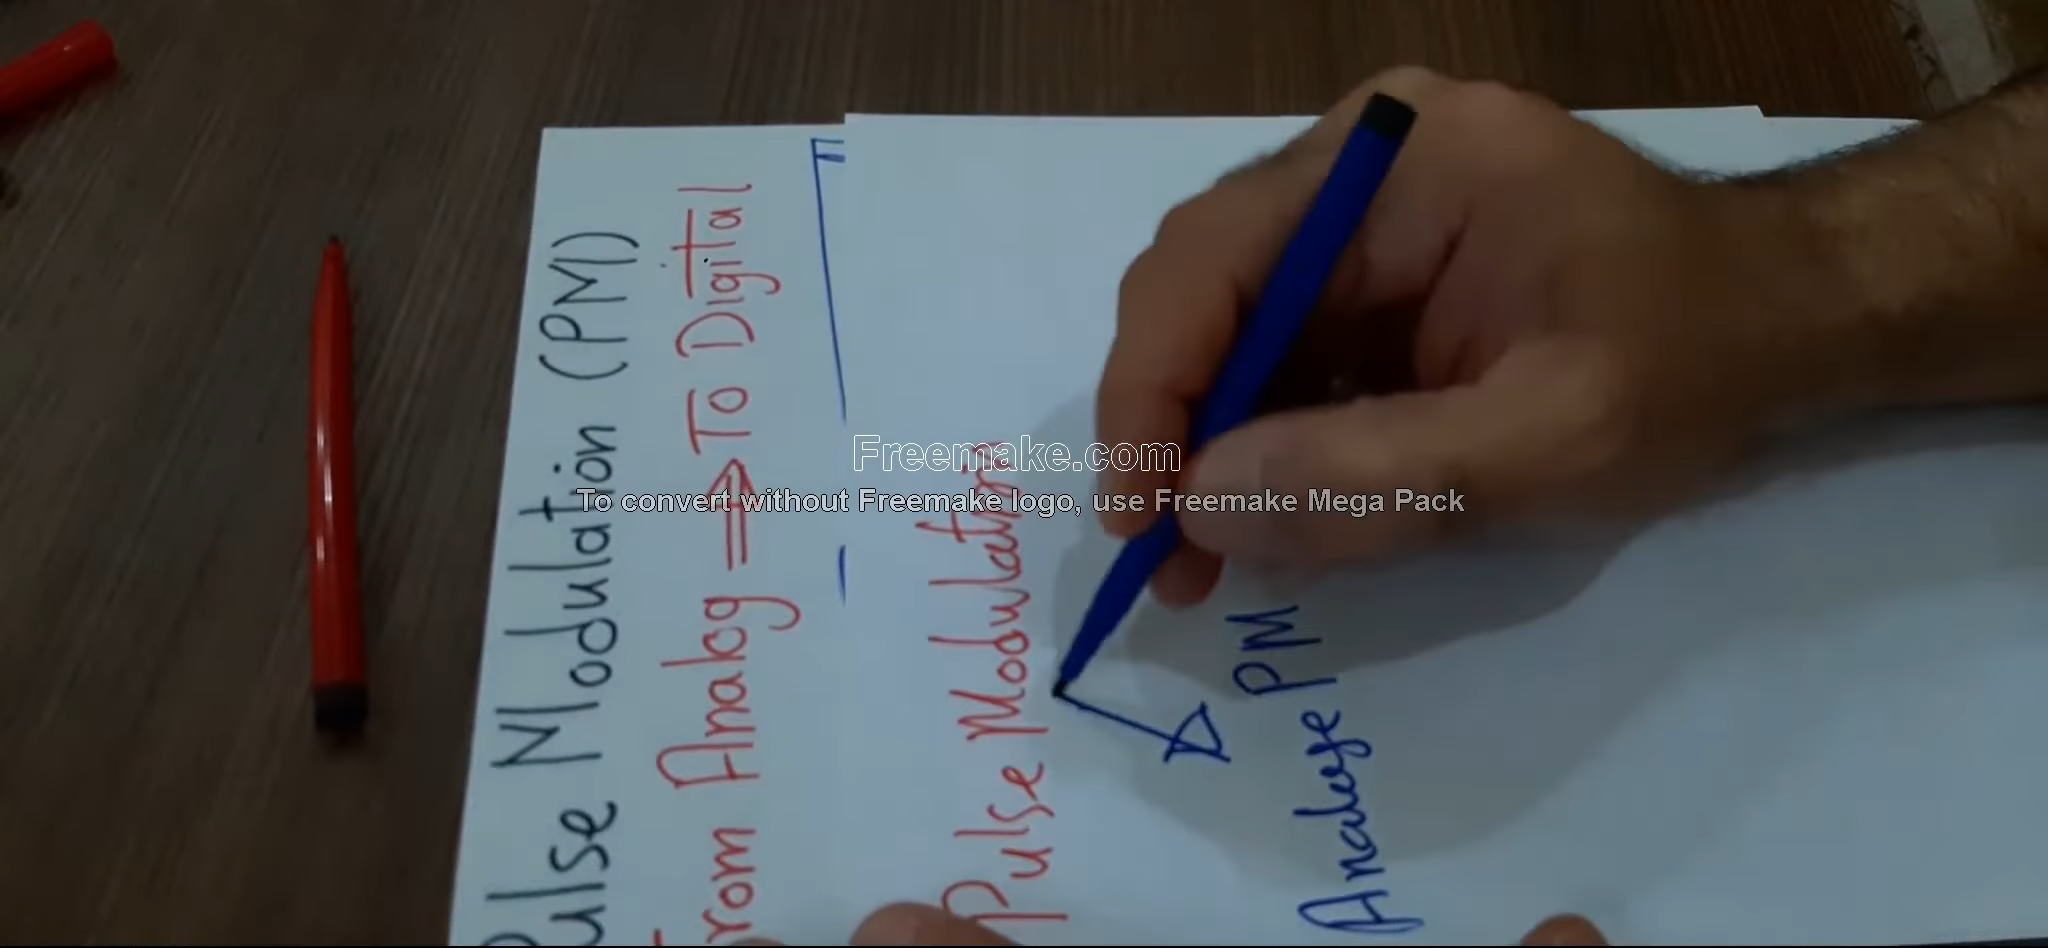 Pulse Modulation (PM)
From Analog ⇒ To Digital
Pulse Modulation
Analoge PM
Freemake.com
To convert without Freemake logo, use Freemake Mega Pack